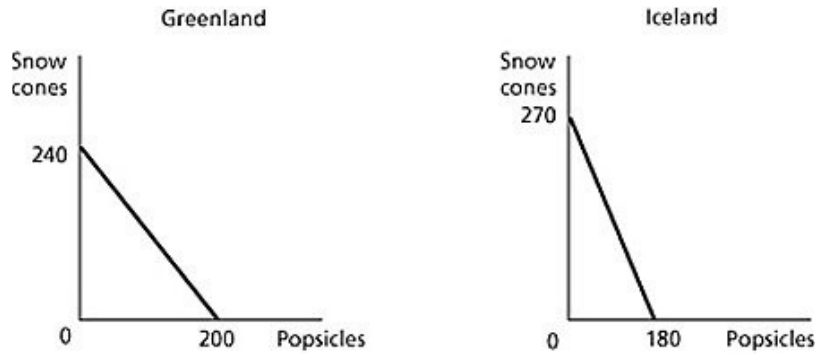 Greenland
Snow
cones
240
0
200
Popsicles
Iceland
Snow
cones
270
0
180
Popsicles